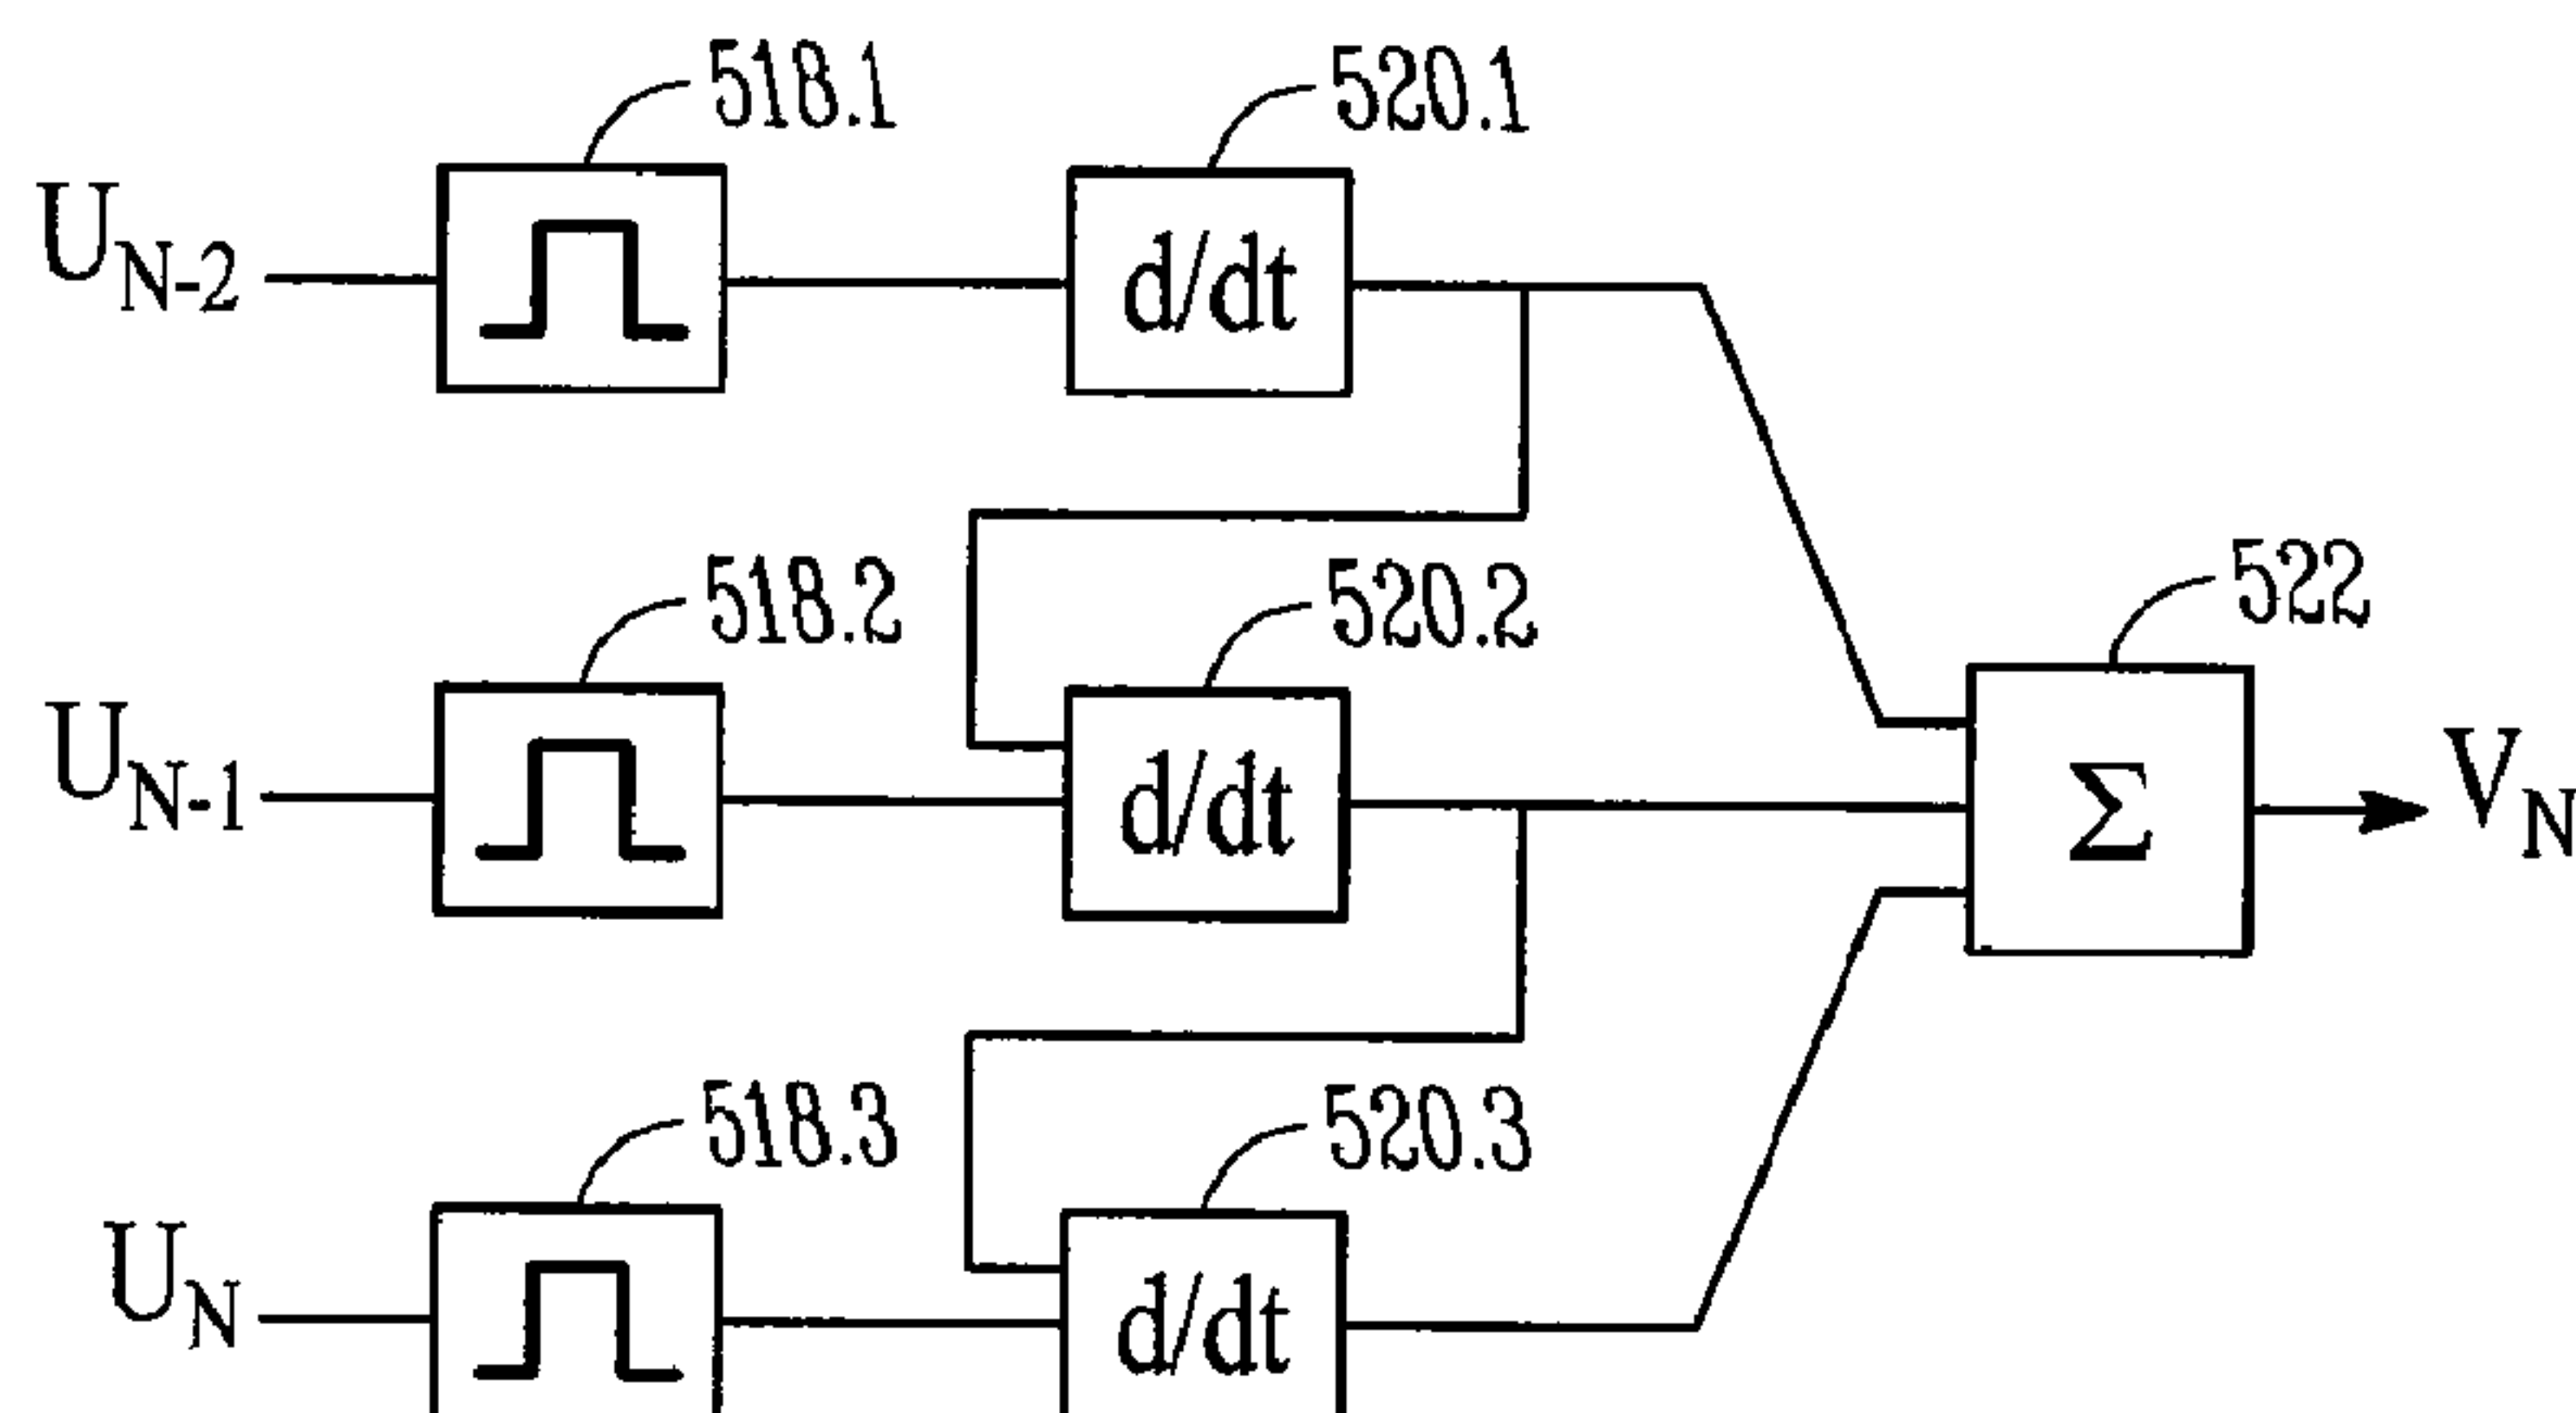 518.1
520.1
U_{N-2}
d/dt
518.2
520.2
522
U_{N-1}
d/dt
Σ
V_N
518.3
520.3
U_N
d/dt